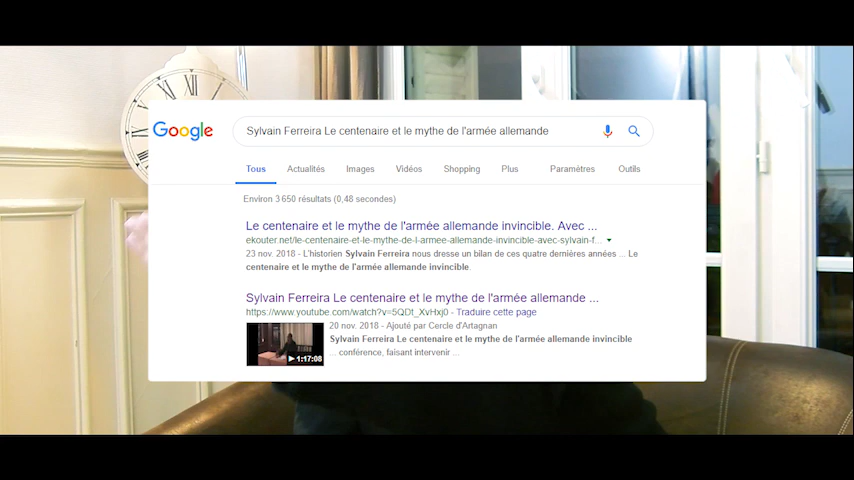 Google
Sylvain Ferreira Le centenaire et le mythe de l'armée allemande
Tous Actualités Images Vidéos Shopping Plus Paramètres Outils
Environ 3 650 résultats (0,48 secondes)
Le centenaire et le mythe de l'armée allemande invincible. Avec ...
ekouter.net/le-centenaire-et-le-mythe-de-l-armee-allemande-invincible-avec-sylvain-f...
23 nov. 2018 - L'historien Sylvain Ferreira nous dresse un bilan de ces quatre dernières années ... Le
centenaire et le mythe de l'armée allemande invincible.
Sylvain Ferreira Le centenaire et le mythe de l'armée allemande ...
https://www.youtube.com/watch?v=5QDt_XvHxj0 - Traduire cette page
20 nov. 2018 - Ajouté par Cercle d'Artagnan
Sylvain Ferreira Le centenaire et le mythe de l'armée allemande invincible
... conférence, faisant intervenir ...
1:17:08